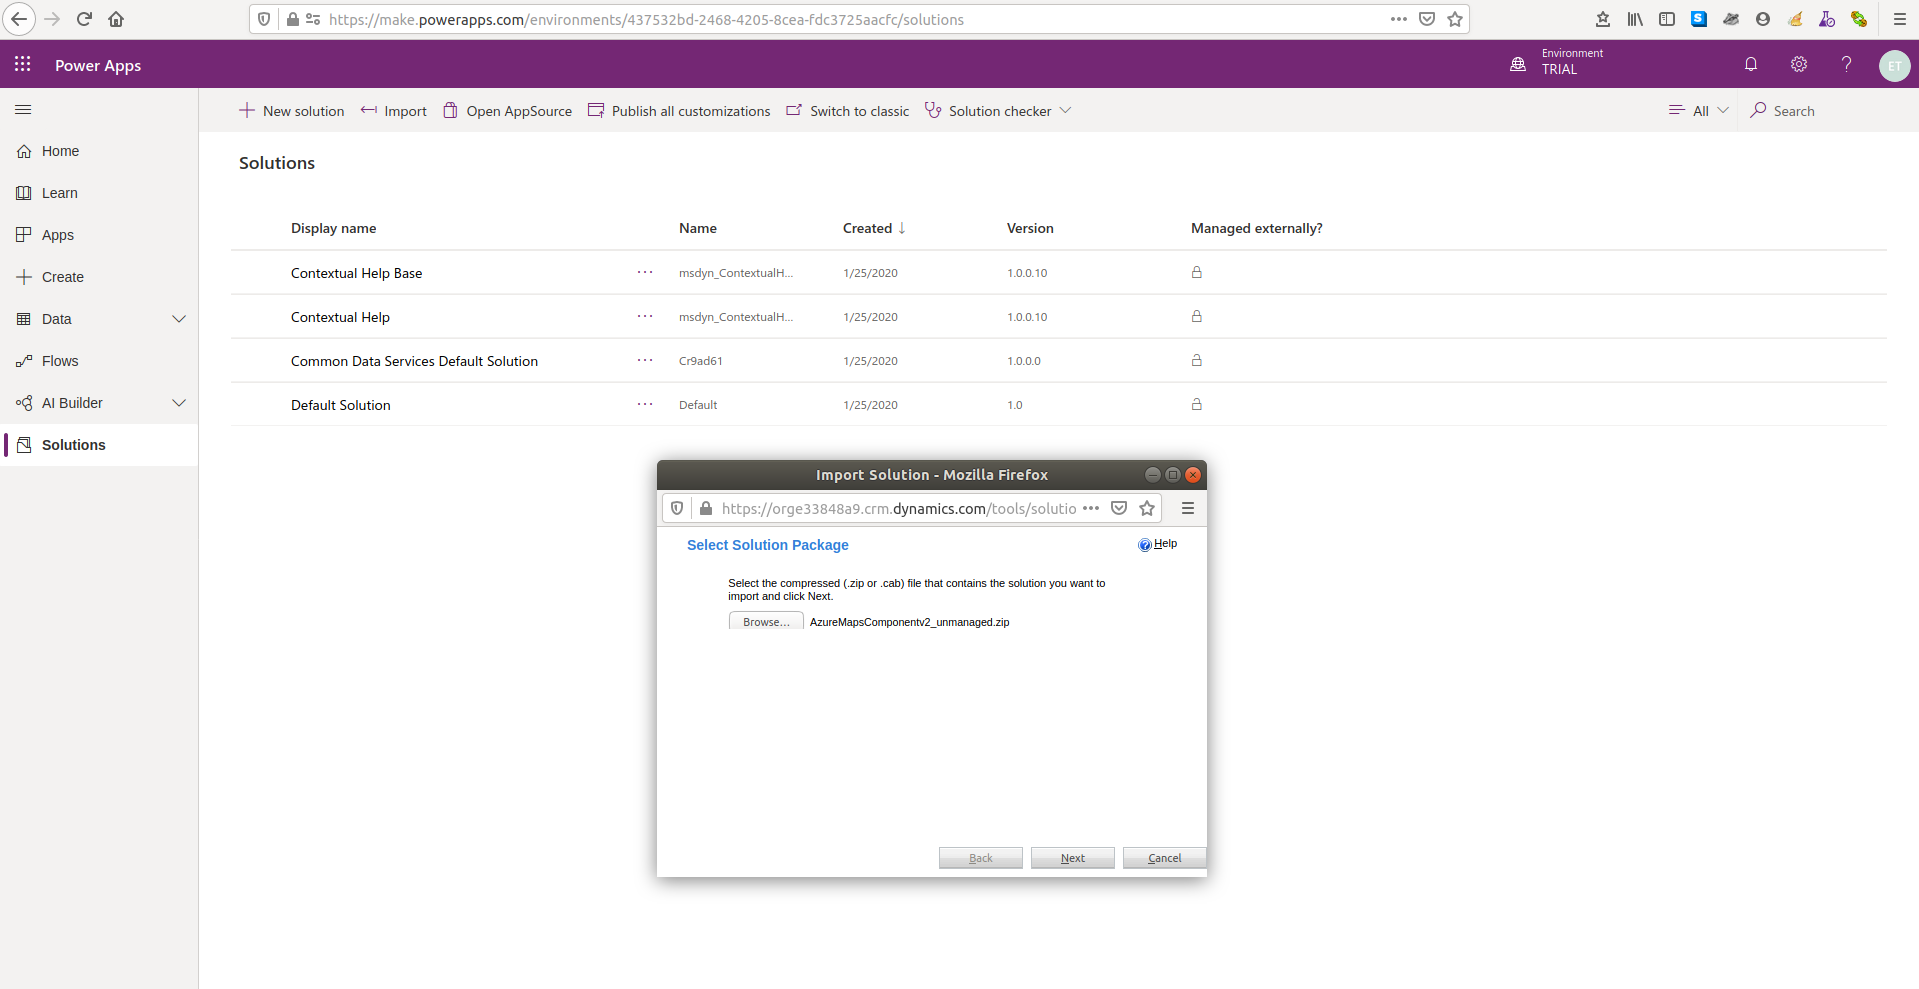 https://make.powerapps.com/environments/437532bd-2468-4205-8cea-fdc3725aacfc/solutions
Power Apps
Environment
TRIAL
?
ET
New solution
Import
Open AppSource
Publish all customizations
Switch to classic
Solution checker
All
Search
Home
Learn
Apps
Create
Data
Flows
AI Builder
Solutions
Solutions
Display name Name Created ↓ Version Managed externally?
Contextual Help Base ... msdyn_ContextualH... 1/25/2020 1.0.0.10
Contextual Help ... msdyn_ContextualH... 1/25/2020 1.0.0.10
Common Data Services Default Solution ... Cr9ad61 1/25/2020 1.0.0.0
Default Solution ... Default 1/25/2020 1.0
Import Solution - Mozilla Firefox
https://orge33848a9.crm.dynamics.com/tools/solutio
Select Solution Package
Help
Select the compressed (.zip or .cab) file that contains the solution you want to
import and click Next.
Browse... AzureMapsComponentv2_unmanaged.zip
Back Next Cancel